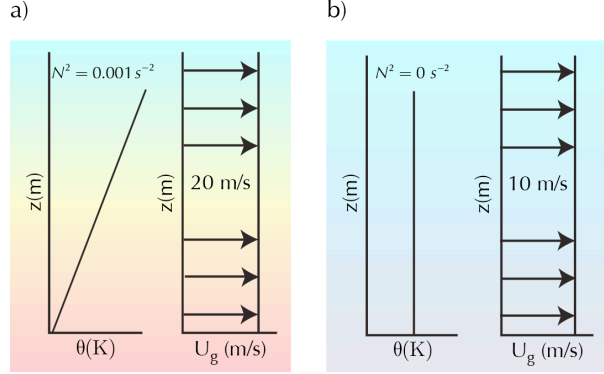 a)
N² = 0.001 s⁻²
z(m)
θ(K)
z(m)
20 m/s
U_g (m/s)
b)
N² = 0 s⁻²
z(m)
θ(K)
z(m)
10 m/s
U_g (m/s)